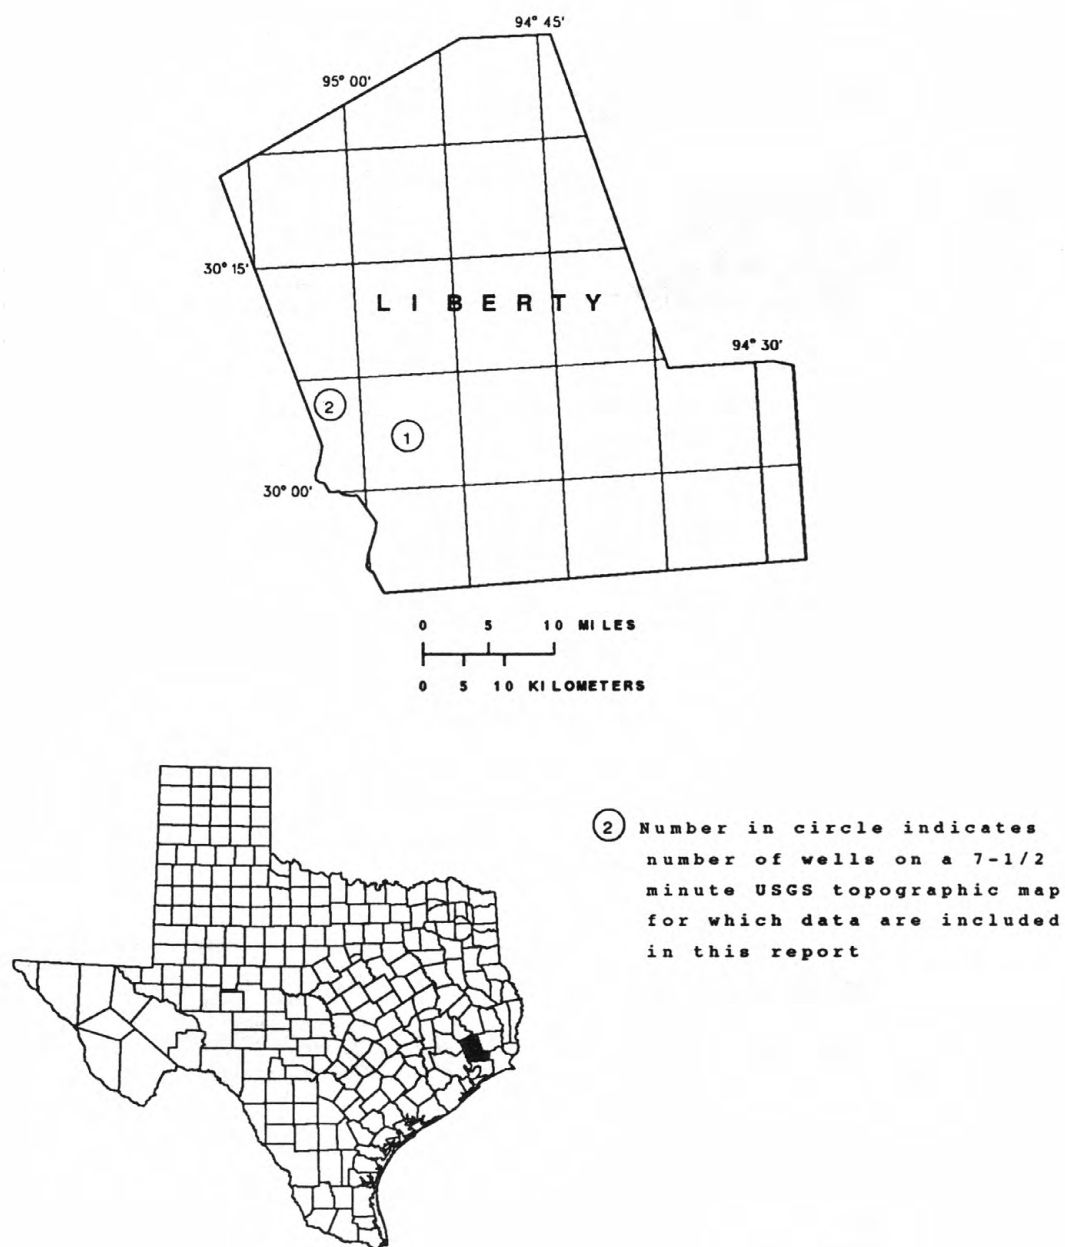 94° 45'
95° 00'
30° 15'
L I B E R T Y
94° 30'
2
1
30° 00'
0 5 10 MILES
0 5 10 KILOMETERS
2 Number in circle indicates
number of wells on a 7-1/2
minute USGS topographic map
for which data are included
in this report